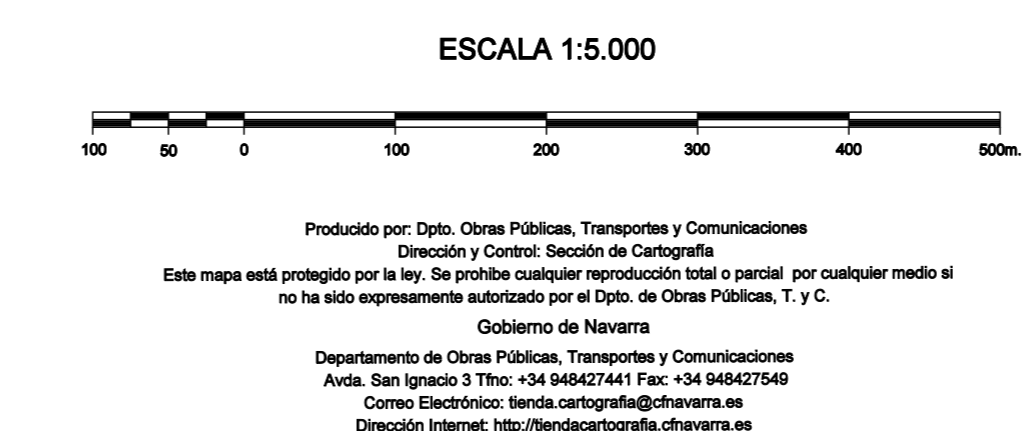 ESCALA 1:5.000
100 50 0 100 200 300 400 500m.
Producido por: Dpto. Obras Públicas, Transportes y Comunicaciones
Dirección y Control: Sección de Cartografía
Este mapa está protegido por la ley. Se prohibe cualquier reproducción total o parcial por cualquier medio si
no ha sido expresamente autorizado por el Dpto. de Obras Públicas, T. y C.
Gobierno de Navarra
Departamento de Obras Públicas, Transportes y Comunicaciones
Avda. San Ignacio 3 Tfno: +34 948427441 Fax: +34 948427549
Correo Electrónico: tienda.cartografia@cfnavarra.es
Dirección Internet: http://tiendacartografia.cfnavarra.es